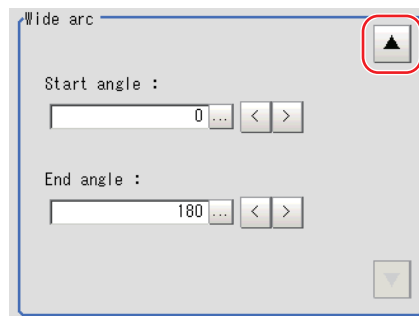 Wide arc
▲
Start angle :
0 ... < >
End angle :
180 ... < >
▼